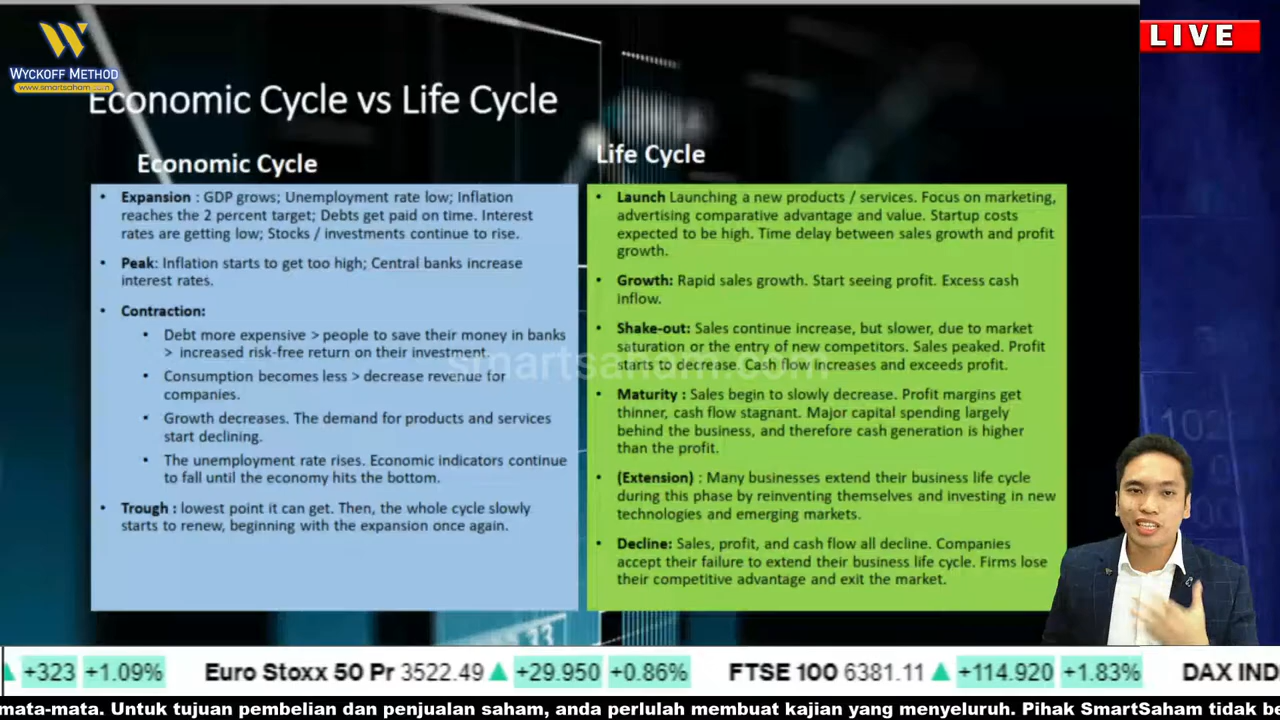 WYCKOFF METHOD
LIVE
Economic Cycle vs Life Cycle
Economic Cycle
• Expansion : GDP grows; Unemployment rate low; Inflation
reaches the 2 percent target; Debts get paid on time. Interest
rates are getting low; Stocks / investments continue to rise.
• Peak: Inflation starts to get too high; Central banks increase
interest rates.
• Contraction:
• Debt more expensive > people to save their money in banks
> increased risk-free return on their investment.
• Consumption becomes less > decrease revenue for
companies.
• Growth decreases. The demand for products and services
start declining.
• The unemployment rate rises. Economic indicators continue
to fall until the economy hits the bottom.
• Trough : lowest point it can get. Then, the whole cycle slowly
starts to renew, beginning with the expansion once again.
Life Cycle
• Launch Launching a new products / services. Focus on marketing,
advertising comparative advantage and value. Startup costs
expected to be high. Time delay between sales growth and profit
growth.
• Growth: Rapid sales growth. Start seeing profit. Excess cash
inflow.
• Shake-out: Sales continue increase, but slower, due to market
saturation or the entry of new competitors. Sales peaked. Profit
starts to decrease. Cash flow increases and exceeds profit.
• Maturity : Sales begin to slowly decrease. Profit margins get
thinner, cash flow stagnant. Major capital spending largely
behind the business, and therefore cash generation is higher
than the profit.
• (Extension) : Many businesses extend their business life cycle
during this phase by reinventing themselves and investing in new
technologies and emerging markets.
• Decline: Sales, profit, and cash flow all decline. Companies
accept their failure to extend their business life cycle. Firms lose
their competitive advantage and exit the market.
smartsaham.com
33
▲ +323 +1.09% Euro Stoxx 50 Pr 3522.49 ▲ +29.950 +0.86% FTSE 100 6381.11 ▲ +114.920 +1.83% DAX IND
mata-mata. Untuk tujuan pembelian dan penjualan saham, anda perlulah membuat kajian yang menyeluruh. Pihak SmartSaham tidak be